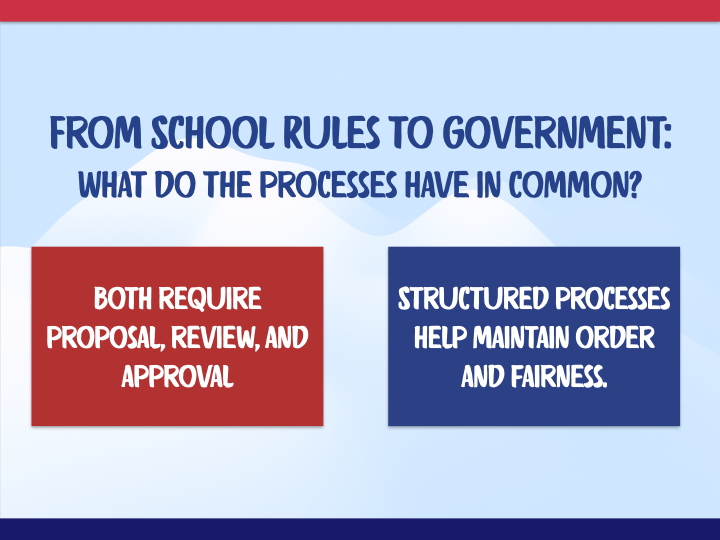 FROM SCHOOL RULES TO GOVERNMENT:
WHAT DO THE PROCESSES HAVE IN COMMON?
BOTH REQUIRE
PROPOSAL, REVIEW, AND
APPROVAL
STRUCTURED PROCESSES
HELP MAINTAIN ORDER
AND FAIRNESS.